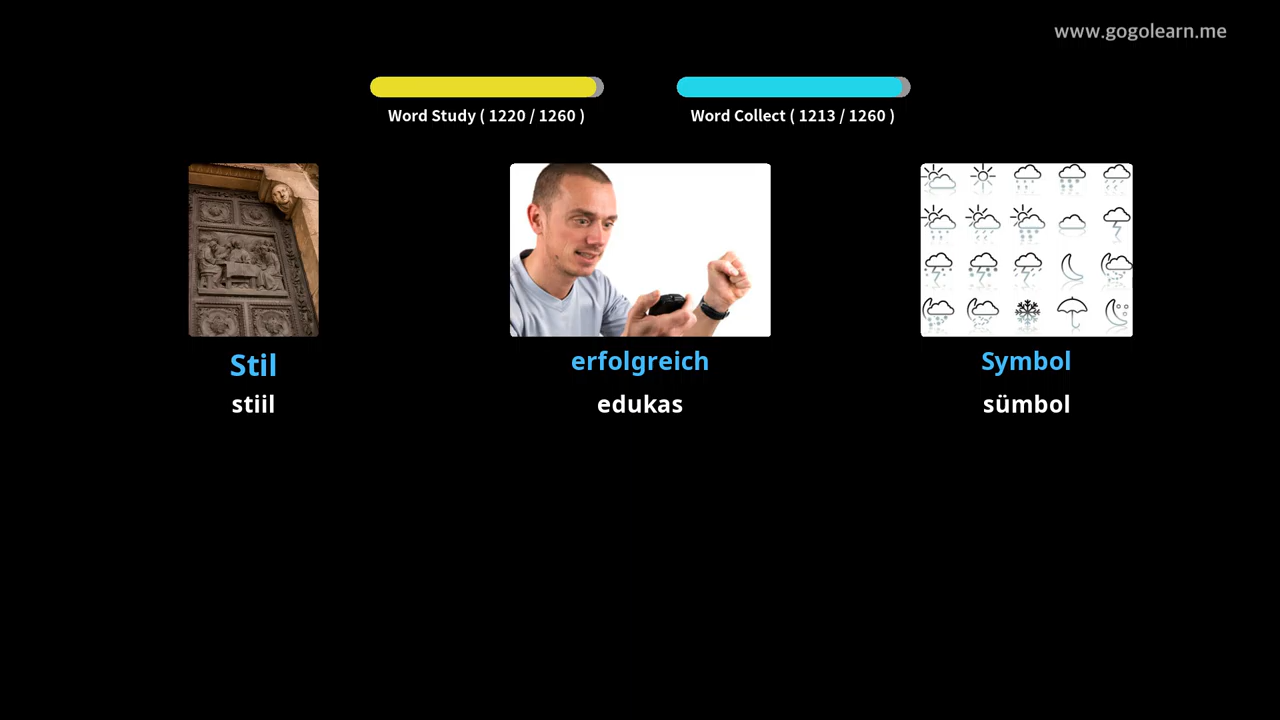 www.gogolearn.me
Word Study ( 1220 / 1260 )
Word Collect ( 1213 / 1260 )
Stil
erfolgreich
Symbol
stiil
edukas
sümbol